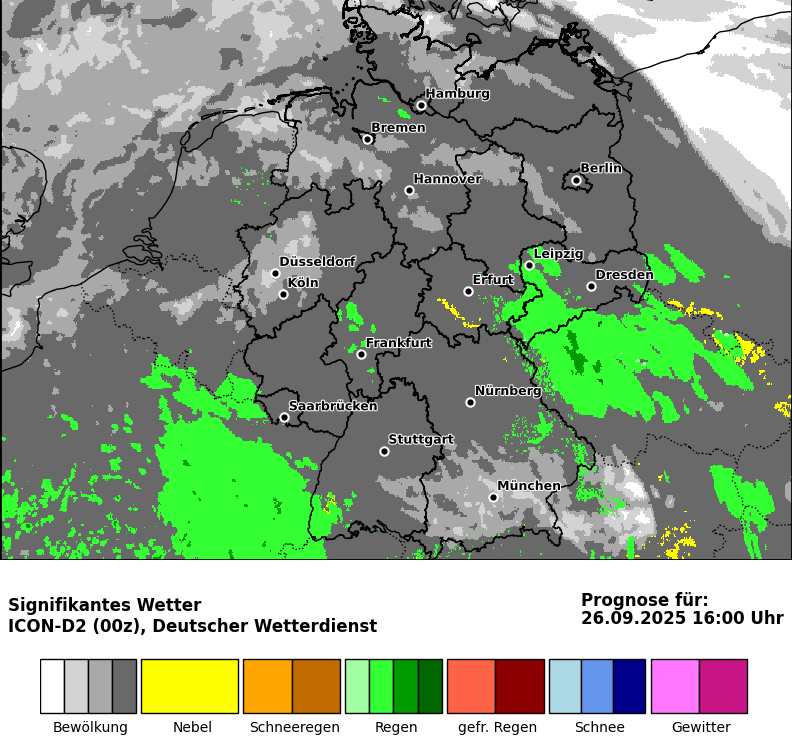 Hamburg
Bremen
Berlin
Hannover
Leipzig
Düsseldorf
Dresden
Erfurt
Köln
Frankfurt
Nürnberg
Saarbrücken
Stuttgart
München
Signifikantes Wetter
ICON-D2 (00z), Deutscher Wetterdienst
Prognose für:
26.09.2025 16:00 Uhr
Bewölkung
Nebel
Schneeregen
Regen
gefr. Regen
Schnee
Gewitter